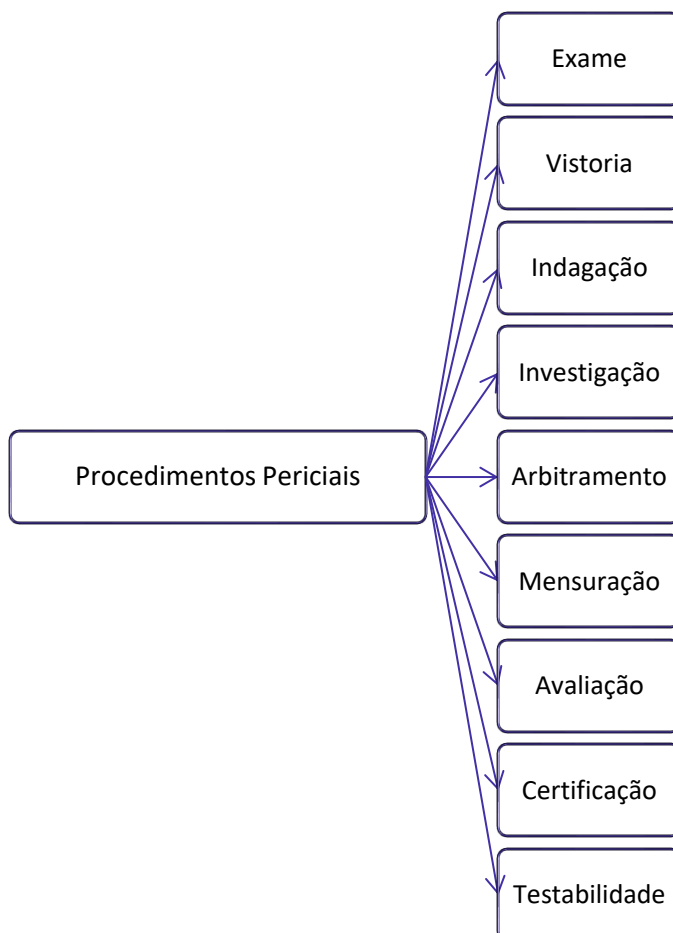 Exame
Vistoria
Indagação
Investigação
Procedimentos Periciais
Arbitramento
Mensuração
Avaliação
Certificação
Testabilidade